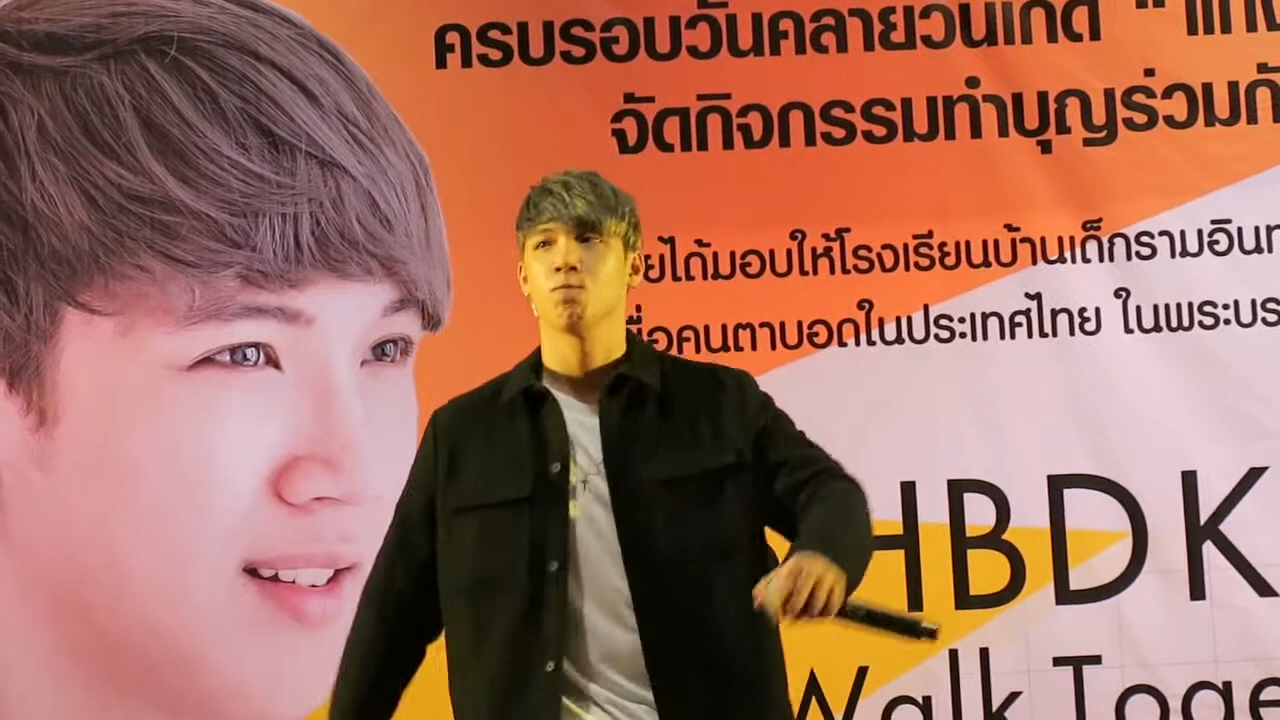 ครบรอบวันคลายวันเกิด "
จัดกิจกรรมทำบุญร่วมกั
ยได้มอบให้โรงเรียนบ้านเด็กรามอินท
คนตาบอดในประเทศไทย ในพระบร
HBDK
Walk Toge